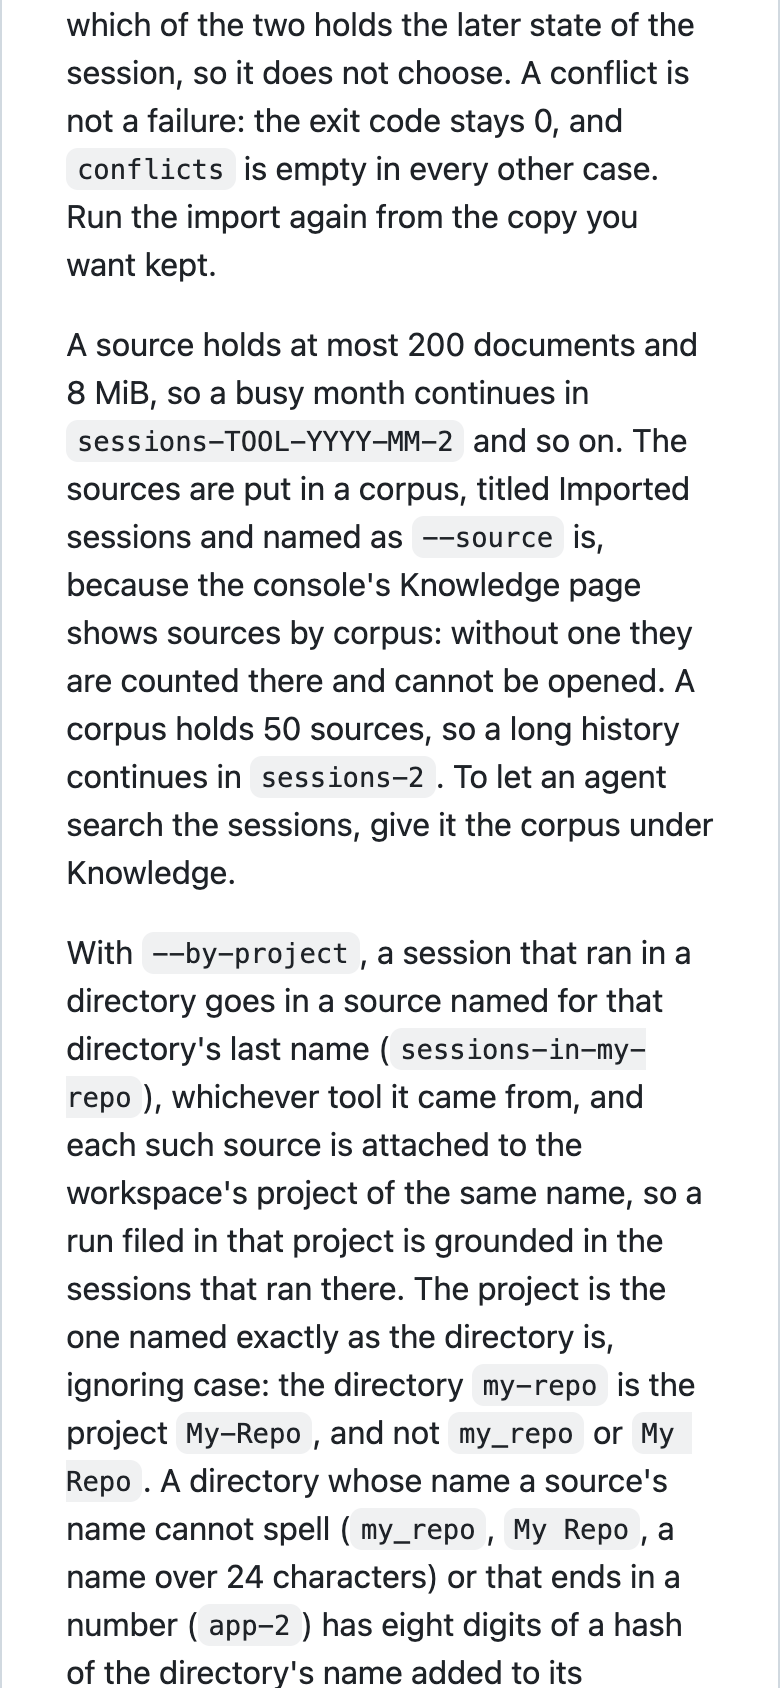 which of the two holds the later state of the
session, so it does not choose. A conflict is
not a failure: the exit code stays 0, and
conflicts is empty in every other case.
Run the import again from the copy you
want kept.
A source holds at most 200 documents and
8 MiB, so a busy month continues in
sessions-TOOL-YYYY-MM-2 and so on. The
sources are put in a corpus, titled Imported
sessions and named as --source is,
because the console's Knowledge page
shows sources by corpus: without one they
are counted there and cannot be opened. A
corpus holds 50 sources, so a long history
continues in sessions-2. To let an agent
search the sessions, give it the corpus under
Knowledge.
With --by-project, a session that ran in a
directory goes in a source named for that
directory's last name (sessions-in-my-
repo), whichever tool it came from, and
each such source is attached to the
workspace's project of the same name, so a
run filed in that project is grounded in the
sessions that ran there. The project is the
one named exactly as the directory is,
ignoring case: the directory my-repo is the
project My-Repo, and not my_repo or My
Repo. A directory whose name a source's
name cannot spell (my_repo, My Repo, a
name over 24 characters) or that ends in a
number (app-2) has eight digits of a hash
of the directory's name added to its